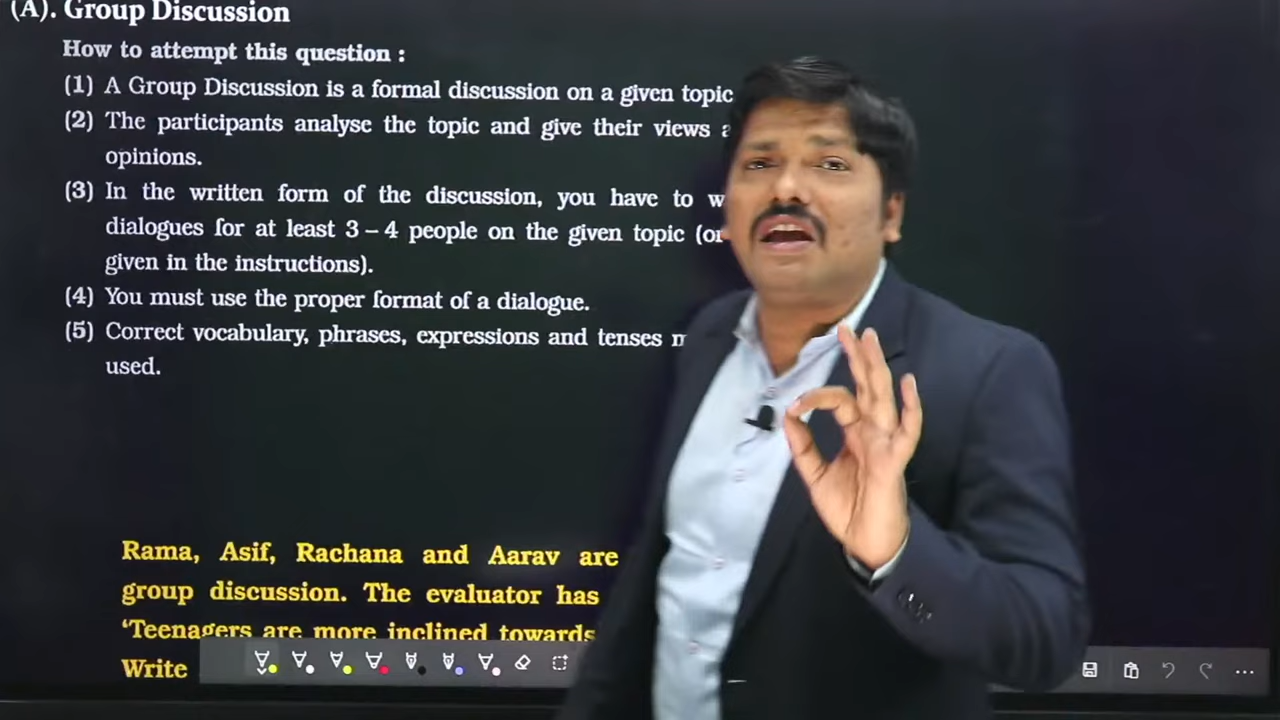 (A). Group Discussion
How to attempt this question :
(1) A Group Discussion is a formal discussion on a given topic
(2) The participants analyse the topic and give their views
opinions.
(3) In the written form of the discussion, you have to
dialogues for at least 3 – 4 people on the given topic
given in the instructions).
(4) You must use the proper format of a dialogue.
(5) Correct vocabulary, phrases, expressions and tenses
used.
Rama, Asif, Rachana and Aarav are
group discussion. The evaluator has
‘Teenagers are more inclined towards
Write